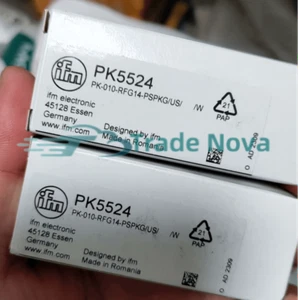 ifm
PK5524
PK-010-RFG14-PSPKG/US/ /W
ifm electronic
45128 Essen
Germany
www.ifm.com
Designed by ifm
Made in Romania
21
PAP
Trade Nova
ifm
PK5524
PK-010-RFG14-PSPKG/US/ /W
ifm electronic
45128 Essen
Germany
www.ifm.com
Designed by ifm
Made in Romania
21
PAP